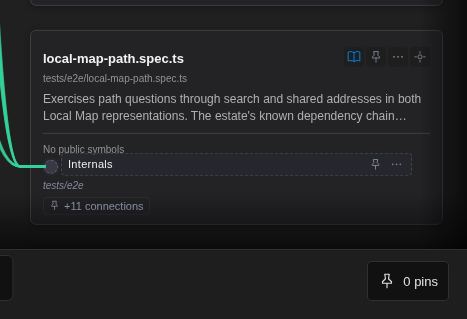 local-map-path.spec.ts
tests/e2e/local-map-path.spec.ts
Exercises path questions through search and shared addresses in both
Local Map representations. The estate's known dependency chain…
No public symbols
Internals
tests/e2e
+11 connections
0 pins